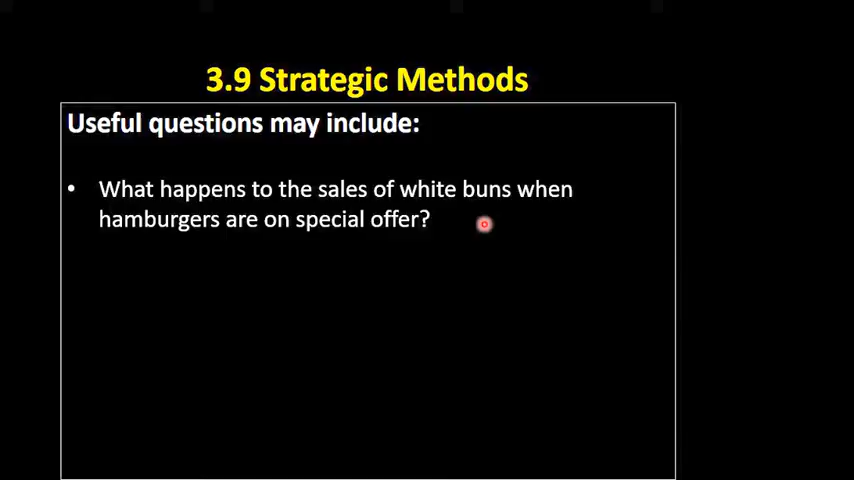 3.9 Strategic Methods
Useful questions may include:
• What happens to the sales of white buns when
hamburgers are on special offer?